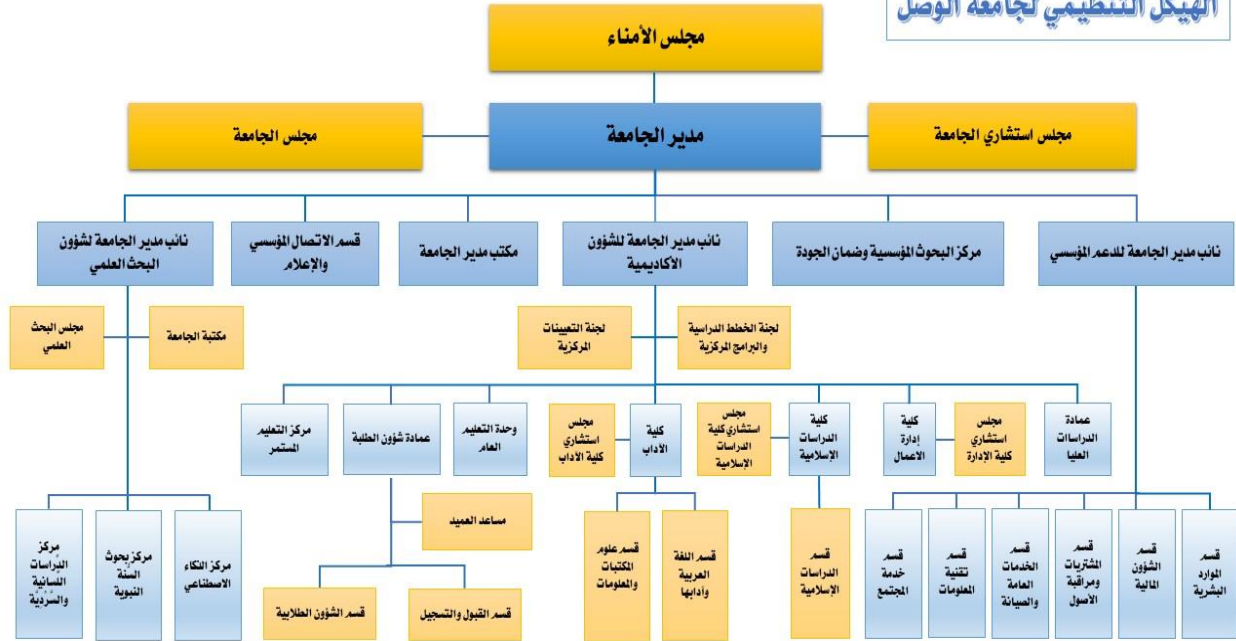 الهيكل التنظيمي لجامعة الوصل
مجلس الأمناء
مجلس استشاري الجامعة
مدير الجامعة
مجلس الجامعة
نائب مدير الجامعة للدعم المؤسسي
مركز البحوث المؤسسية وضمان الجودة
نائب مدير الجامعة للشؤون
الأكاديمية
مكتب مدير الجامعة
قسم الاتصال المؤسسي
والإعلام
نائب مدير الجامعة لشؤون
البحث العلمي
لجنة الخطط الدراسية
والبرامج المركزية
لجنة التعيينات
المركزية
مكتبة الجامعة
مجلس البحث
العلمي
عمادة
الدراساات
العليا
مجلس
استشاري
كلية الإدارة
كلية
إدارة
الاعمال
كلية
الدراسات
الإسلامية
مجلس
استشاري كلية
الدراسات
الإسلامية
كلية
الأداب
مجلس
استشاري
كلية الأداب
وحدة التعليم
العام
عمادة شؤون الطلبة
مركز التعليم
المستمر
مساعد العميد
قسم القبول والتسجيل
قسم الشؤون الطلابية
قسم
الموارد
البشرية
قسم
الشؤون
المالية
قسم
المشتريات
ومراقبة
الأصول
قسم
الخدمات
العامة
والصيانة
قسم
تقنية
المعلومات
قسم
خدمة
المجتمع
قسم
الدراسات
الإسلامية
قسم اللغة
العربية
وأدابها
قسم علوم
المكتبات
والمعلومات
مركز الذكاء
الاصطناعي
مركز بحوث
السنة
النبوية
مركز
الدراسات
اللسانية
والسردية